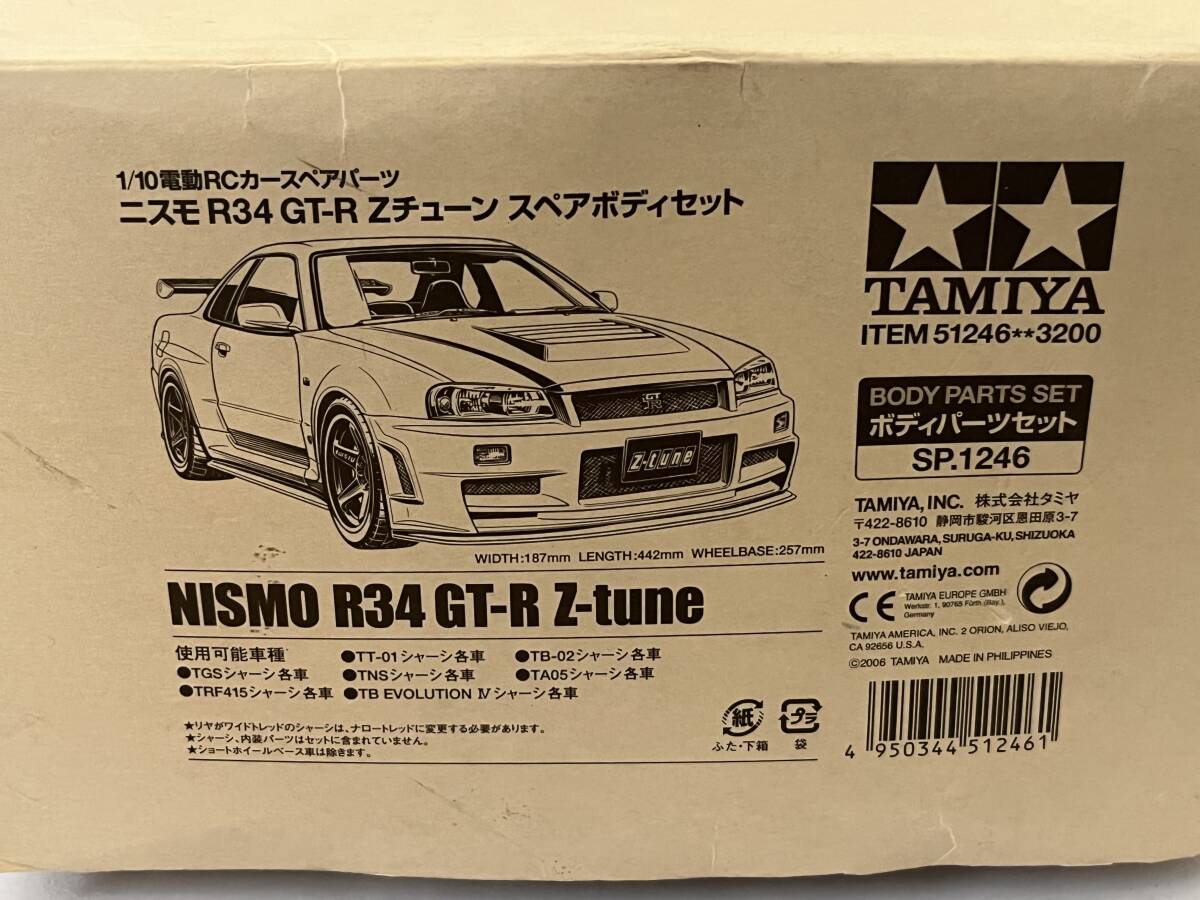 1/10電動RCカースペアパーツ
ニスモ R34 GT-R Zチューン スペアボディセット
Z-tune
WIDTH:187mm LENGTH:442mm WHEELBASE:257mm
NISMO R34 GT-R Z-tune
使用可能車種
●TT-01シャーシ各車
●TB-02シャーシ各車
●TGSシャーシ各車
●TNSシャーシ各車
●TA05シャーシ各車
●TRF415シャーシ各車
●TB EVOLUTION Ⅳシャーシ各車
★リヤがワイドトレッドのシャーシは、ナロートレッドに変更する必要があります。
★シャーシ、内装パーツはセットに含まれていません。
★ショートホイールベース車は除きます。
紙
ふた・下箱
プラ
袋
TAMIYA
ITEM 51246**3200
BODY PARTS SET
ボディパーツセット
SP.1246
TAMIYA, INC. 株式会社タミヤ
〒422-8610 静岡市駿河区恩田原3-7
3-7 ONDAWARA, SURUGA-KU, SHIZUOKA
422-8610 JAPAN
www.tamiya.com
CE
TAMIYA EUROPE GMBH
Werkstr. 1, 90765 Fürth (Bay.),
Germany
TAMIYA AMERICA, INC. 2 ORION, ALISO VIEJO,
CA 92656 U.S.A.
©2006 TAMIYA MADE IN PHILIPPINES
4 950344 512461